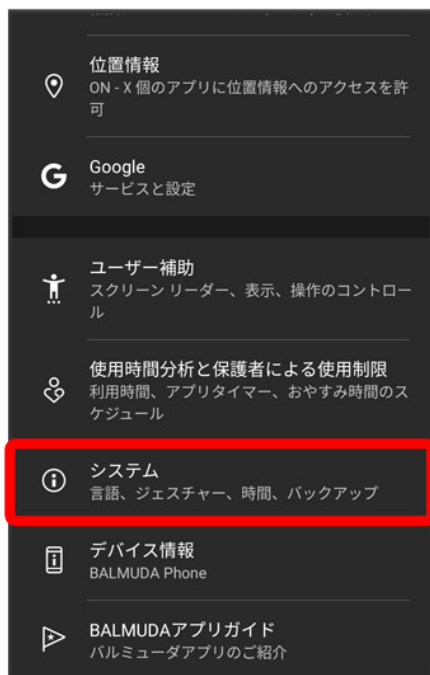 位置情報
ON - X 個のアプリに位置情報へのアクセスを許
可
Google
サービスと設定
ユーザー補助
スクリーン リーダー、表示、操作のコントロー
ル
使用時間分析と保護者による使用制限
利用時間、アプリタイマー、おやすみ時間のス
ケジュール
システム
言語、ジェスチャー、時間、バックアップ
デバイス情報
BALMUDA Phone
BALMUDAアプリガイド
バルミューダアプリのご紹介